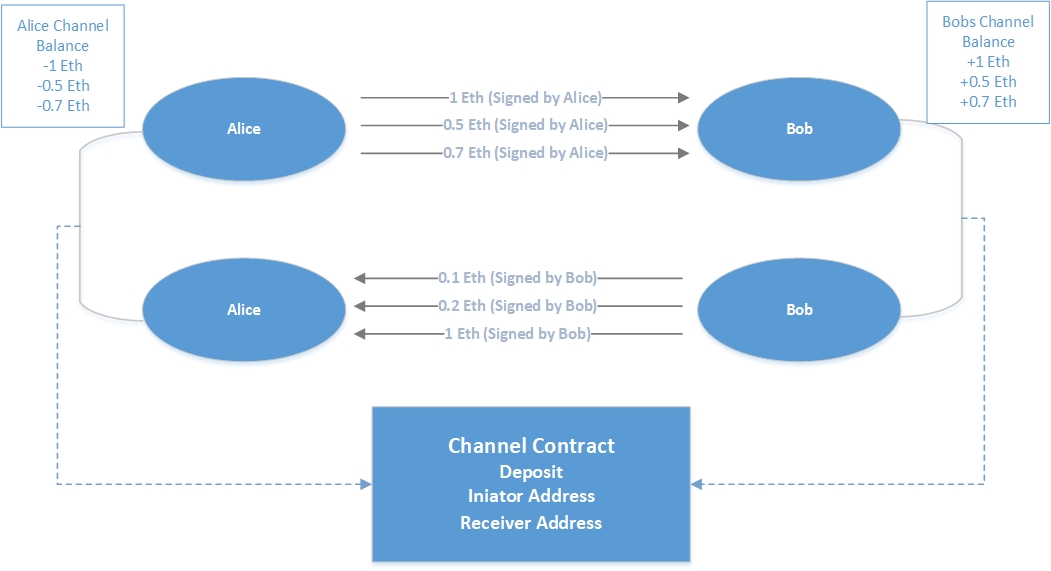 Alice Channel
Balance
-1 Eth
-0.5 Eth
-0.7 Eth
Bobs Channel
Balance
+1 Eth
+0.5 Eth
+0.7 Eth
Alice
1 Eth (Signed by Alice)
0.5 Eth (Signed by Alice)
0.7 Eth (Signed by Alice)
Bob
Alice
0.1 Eth (Signed by Bob)
0.2 Eth (Signed by Bob)
1 Eth (Signed by Bob)
Bob
Channel Contract
Deposit
Iniator Address
Receiver Address